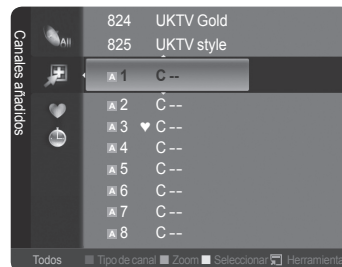 Canales añadidos
All
824 UKTV Gold
825 UKTV style
A 1 C --
A 2 C --
A 3 ♥ C --
A 4 C --
A 5 C --
A 6 C --
A 7 C --
A 8 C --
Todos Tipo de canal Zoom Seleccionar Herramienta